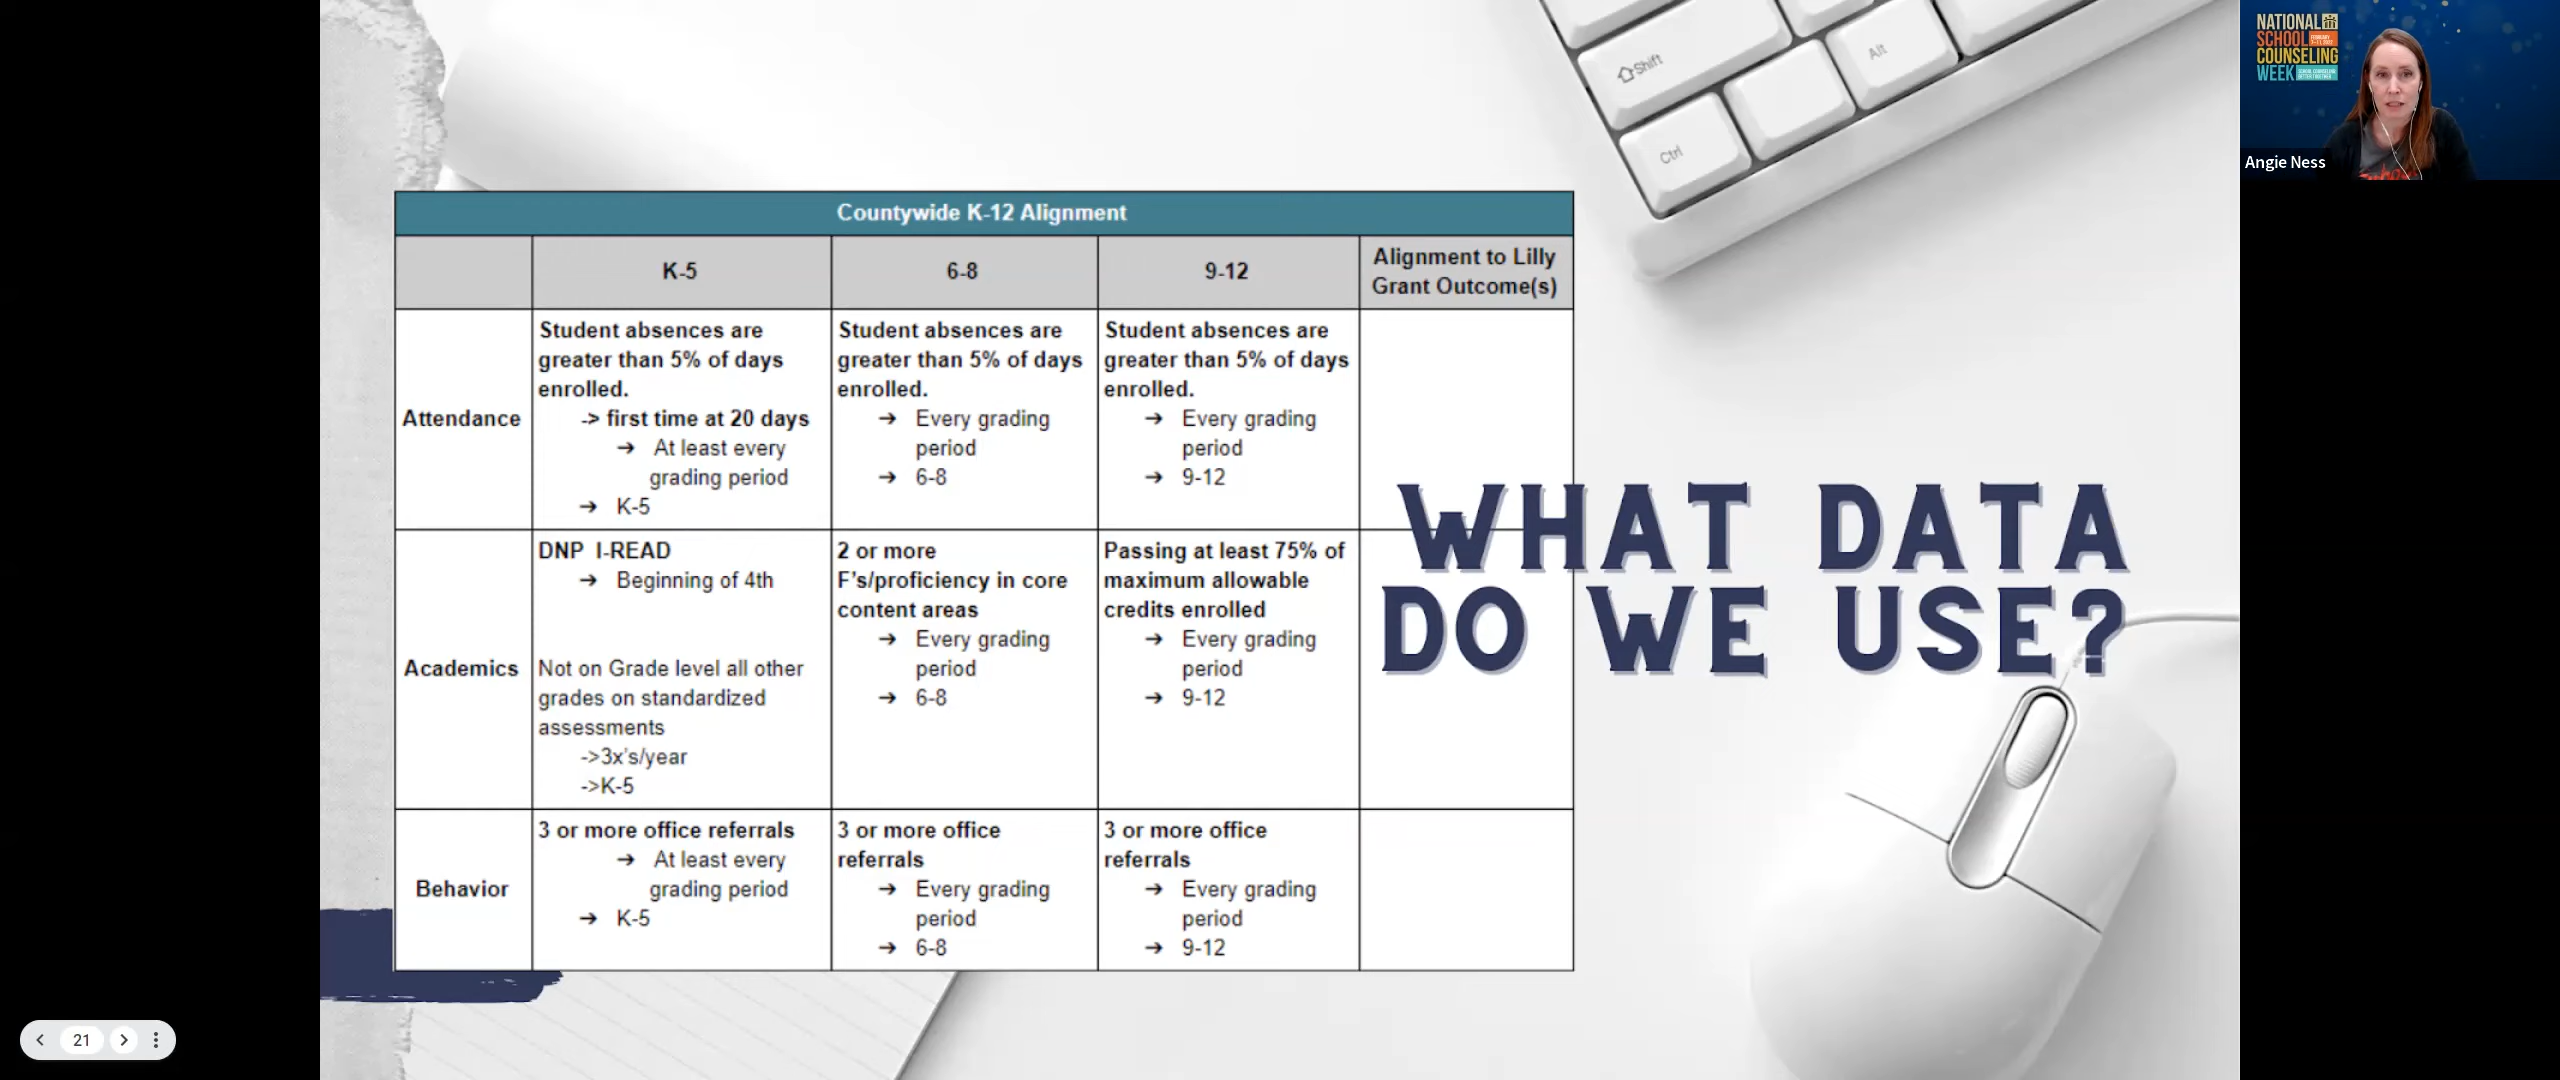 Countywide K-12 Alignment
K-5
6-8
9-12
Alignment to Lilly
Grant Outcome(s)
Attendance
Student absences are
greater than 5% of days
enrolled.
-> first time at 20 days
→ At least every
grading period
→ K-5
Student absences are
greater than 5% of days
enrolled.
→ Every grading
period
→ 6-8
Student absences are
greater than 5% of days
enrolled.
→ Every grading
period
→ 9-12
Academics
DNP I-READ
→ Beginning of 4th
Not on Grade level all other
grades on standardized
assessments
->3x's/year
->K-5
2 or more
F's/proficiency in core
content areas
→ Every grading
period
→ 6-8
Passing at least 75% of
maximum allowable
credits enrolled
→ Every grading
period
→ 9-12
Behavior
3 or more office referrals
→ At least every
grading period
→ K-5
3 or more office
referrals
→ Every grading
period
→ 6-8
3 or more office
referrals
→ Every grading
period
→ 9-12
WHAT DATA
DO WE USE?
Shift
Alt
Ctrl
NATIONAL
SCHOOL
COUNSELING
WEEK
Angie Ness
21